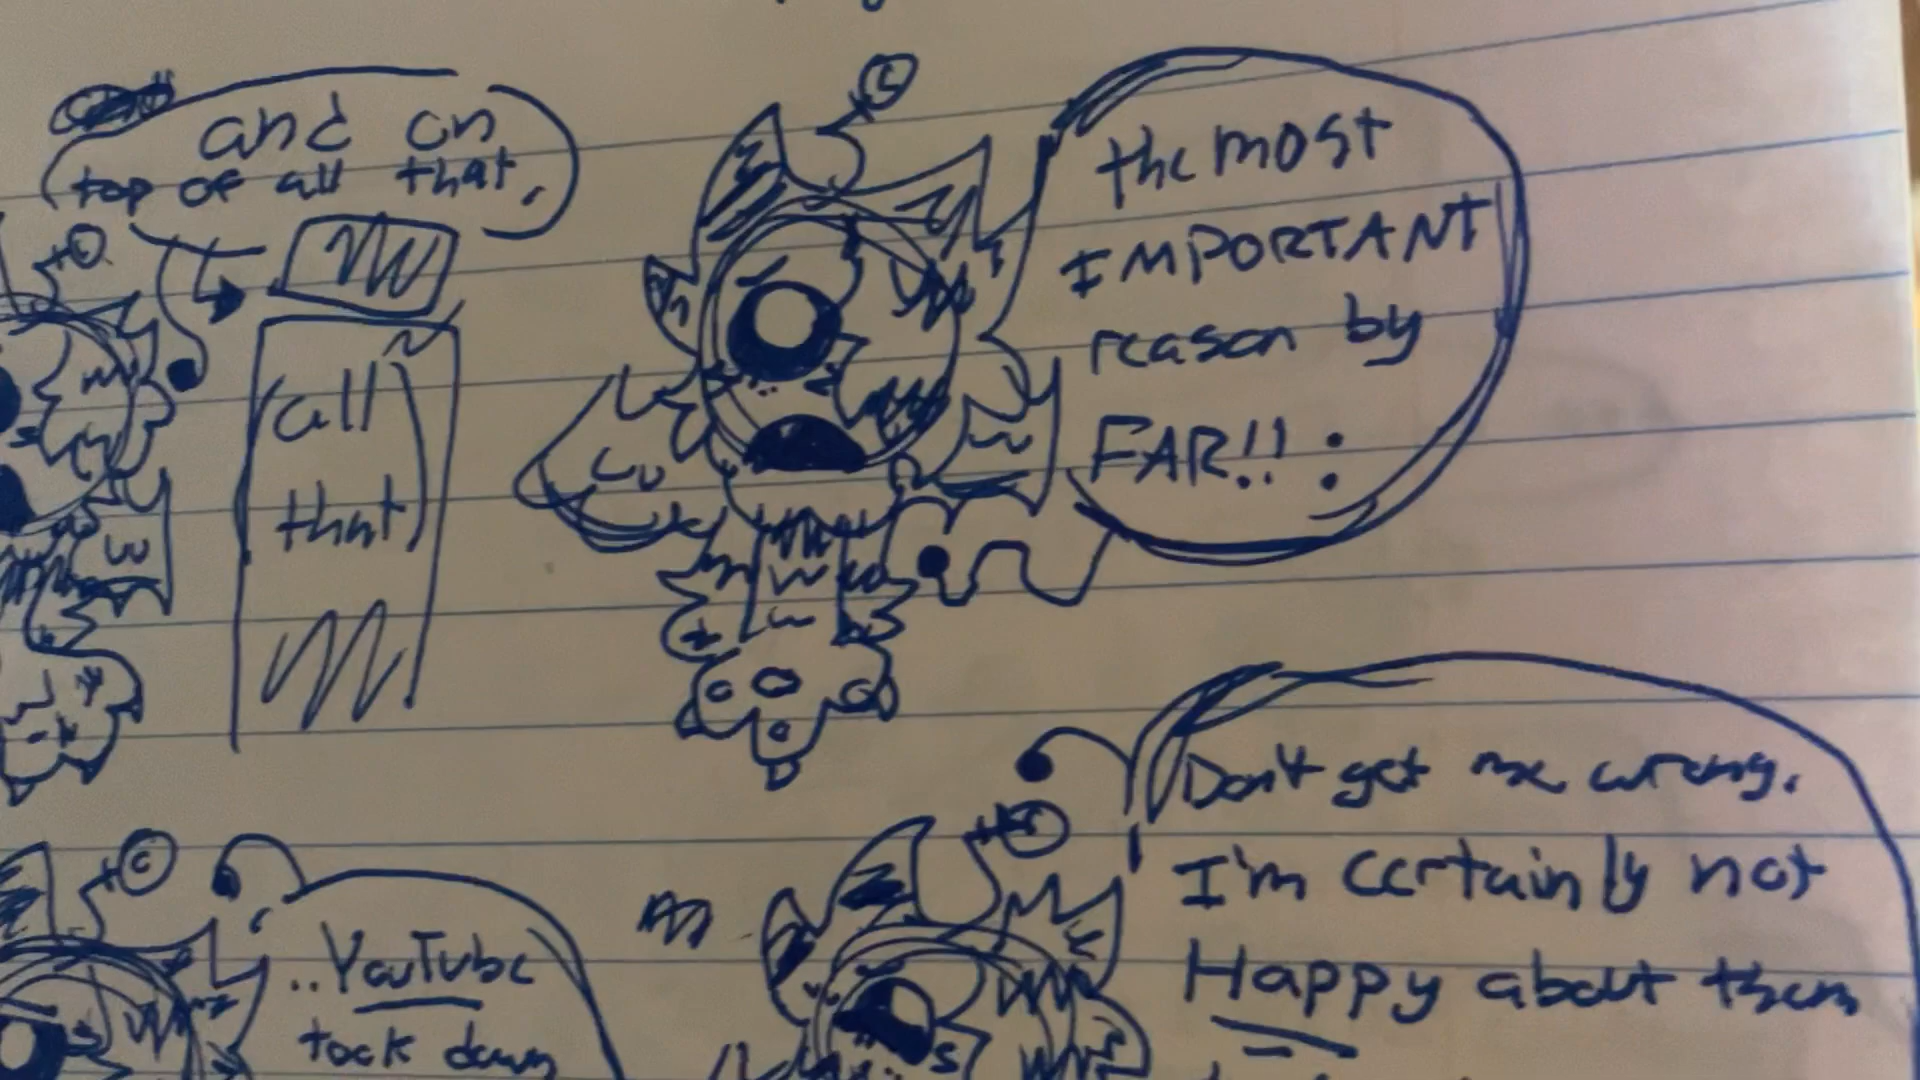 and on
top of all that,
all
that
the most
IMPORTANT
reason by
FAR!! :
..YouTube
took down
Don't get me wrong,
I'm certainly not
Happy about them